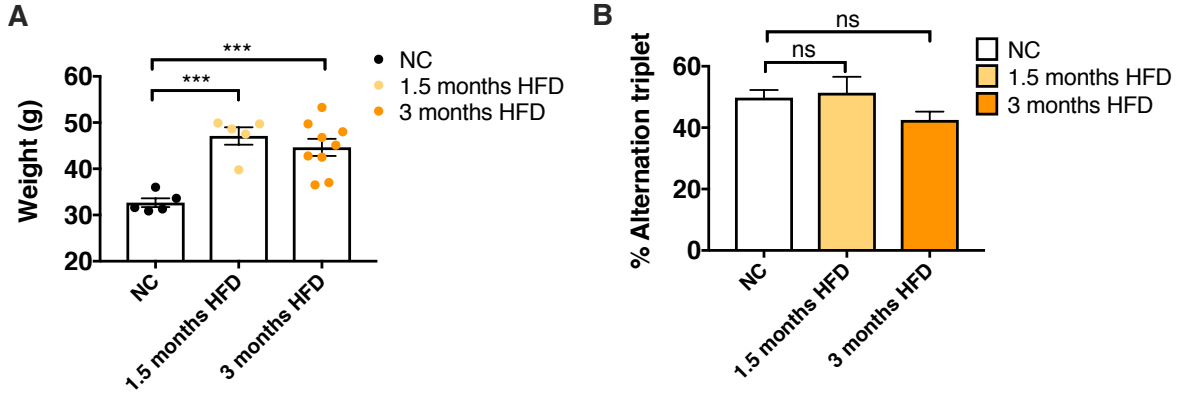 A
Weight (g)
60
50
40
30
20
***
***
NC
1.5 months HFD
3 months HFD
NC
1.5 months HFD
3 months HFD
B
% Alternation triplet
60
40
20
0
ns
ns
NC
1.5 months HFD
3 months HFD
NC
1.5 months HFD
3 months HFD